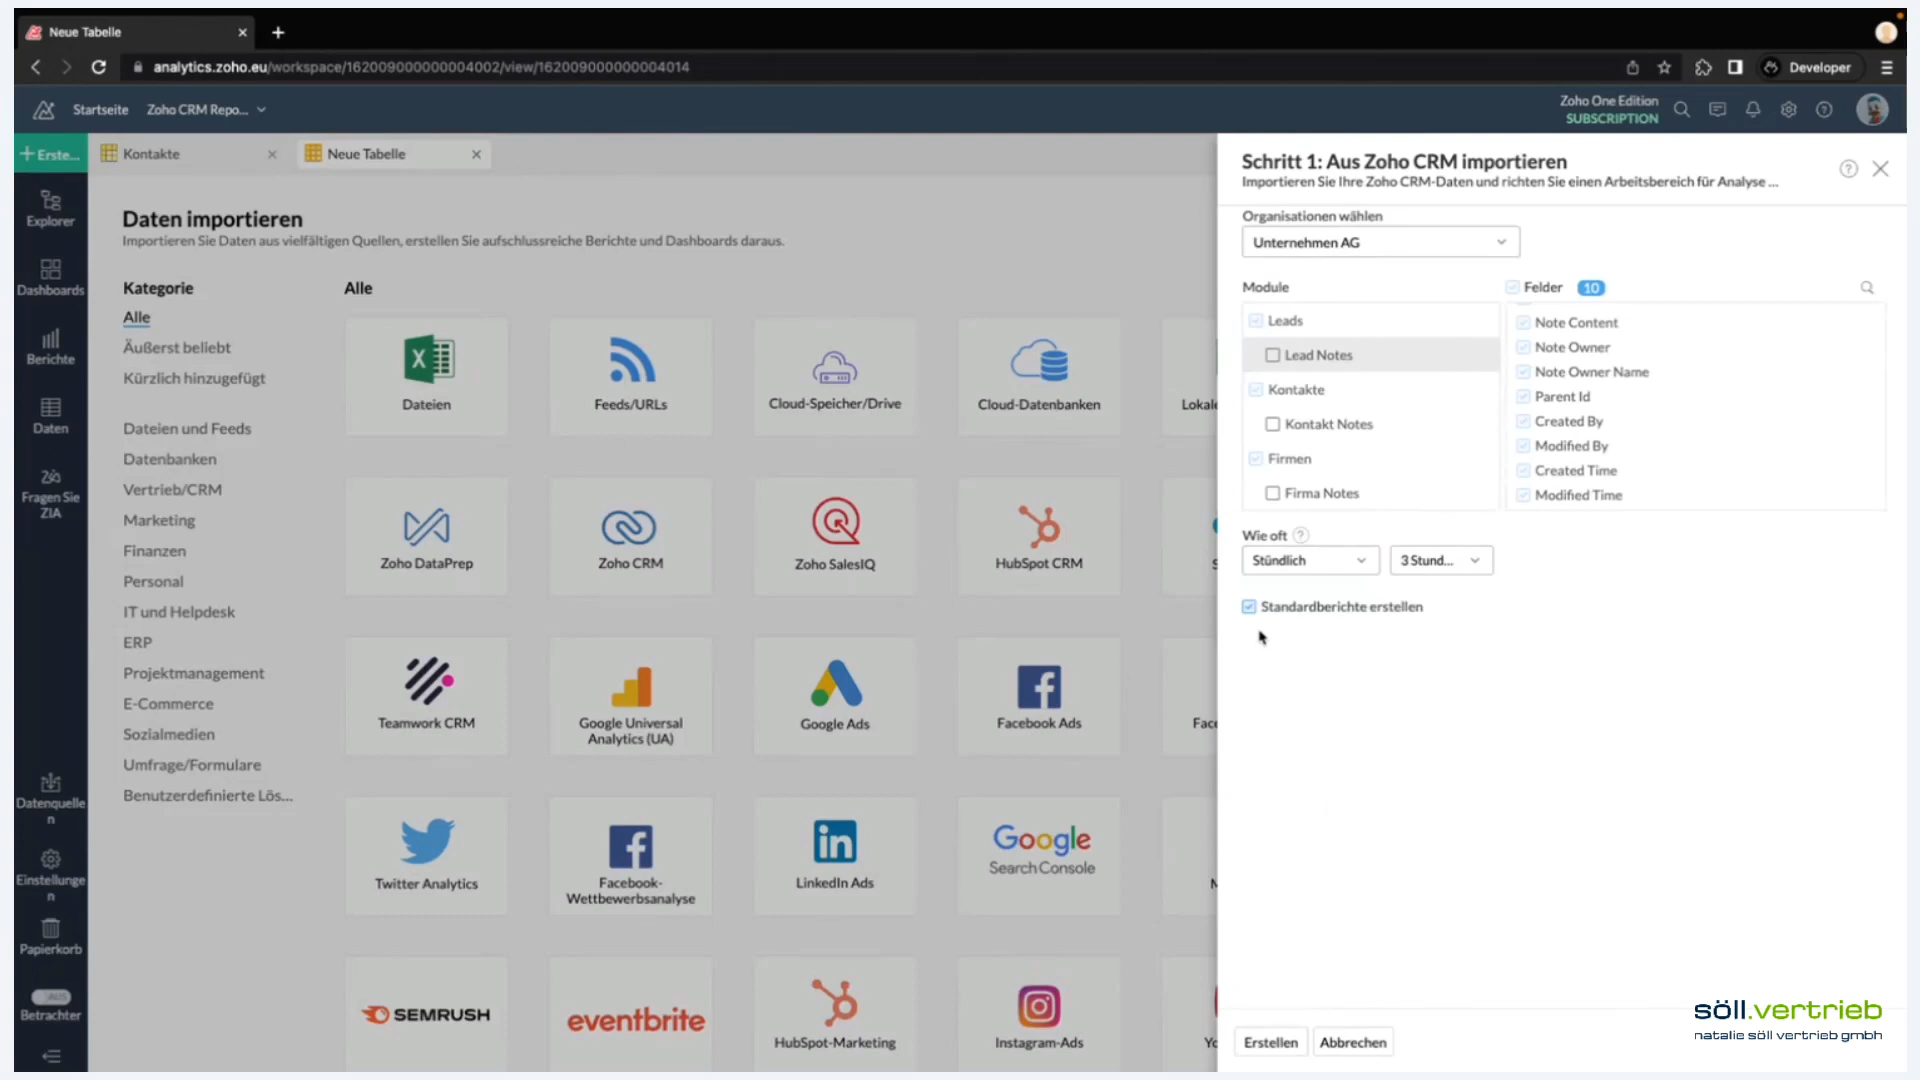 Neue Tabelle
analytics.zoho.eu/workspace/162009000000004002/view/162009000000004014
Developer
Startseite
Zoho CRM Repo...
Zoho One Edition
SUBSCRIPTION
Erste...
Kontakte
Neue Tabelle
Explorer
Dashboards
Berichte
Daten
Fragen Sie
ZIA
Datenquelle
n
Einstellunge
n
Papierkorb
AUS
Betrachter
Daten importieren
Importieren Sie Daten aus vielfältigen Quellen, erstellen Sie aufschlussreiche Berichte und Dashboards daraus.
Kategorie
Alle
Äußerst beliebt
Kürzlich hinzugefügt
Dateien und Feeds
Datenbanken
Vertrieb/CRM
Marketing
Finanzen
Personal
IT und Helpdesk
ERP
Projektmanagement
E-Commerce
Sozialmedien
Umfrage/Formulare
Benutzerdefinierte Lös...
Alle
Dateien
Feeds/URLs
Cloud-Speicher/Drive
Cloud-Datenbanken
Lokale
Zoho DataPrep
Zoho CRM
Zoho SalesIQ
HubSpot CRM
S
Teamwork CRM
Google Universal
Analytics (UA)
Google Ads
Facebook Ads
Face
Twitter Analytics
Facebook-
Wettbewerbsanalyse
LinkedIn Ads
Google
Search Console
M
SEMRUSH
eventbrite
HubSpot-Marketing
Instagram-Ads
Yo
Schritt 1: Aus Zoho CRM importieren
Importieren Sie Ihre Zoho CRM-Daten und richten Sie einen Arbeitsbereich für Analyse ...
Organisationen wählen
Unternehmen AG
Module
Leads
Lead Notes
Kontakte
Kontakt Notes
Firmen
Firma Notes
Felder 10
Note Content
Note Owner
Note Owner Name
Parent Id
Created By
Modified By
Created Time
Modified Time
Wie oft
Stündlich
3 Stund...
Standardberichte erstellen
Erstellen
Abbrechen
söll.vertrieb
natalie söll vertrieb gmbh